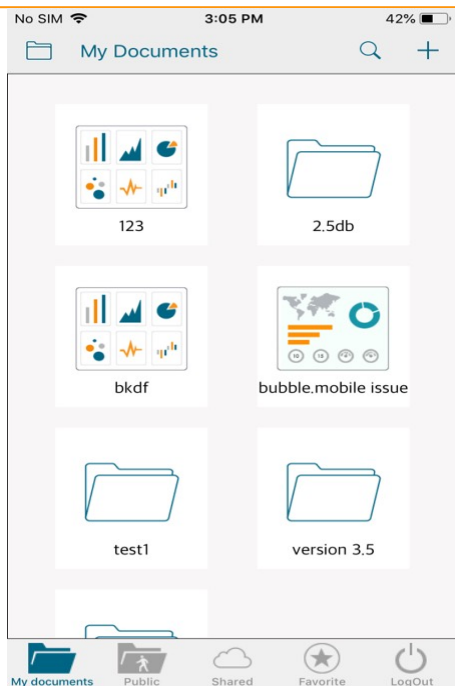 No SIM 3:05 PM 42%
My Documents
123 2.5db
bkdf bubble.mobile issue
test1 version 3.5
My documents Public Shared Favorite LogOut